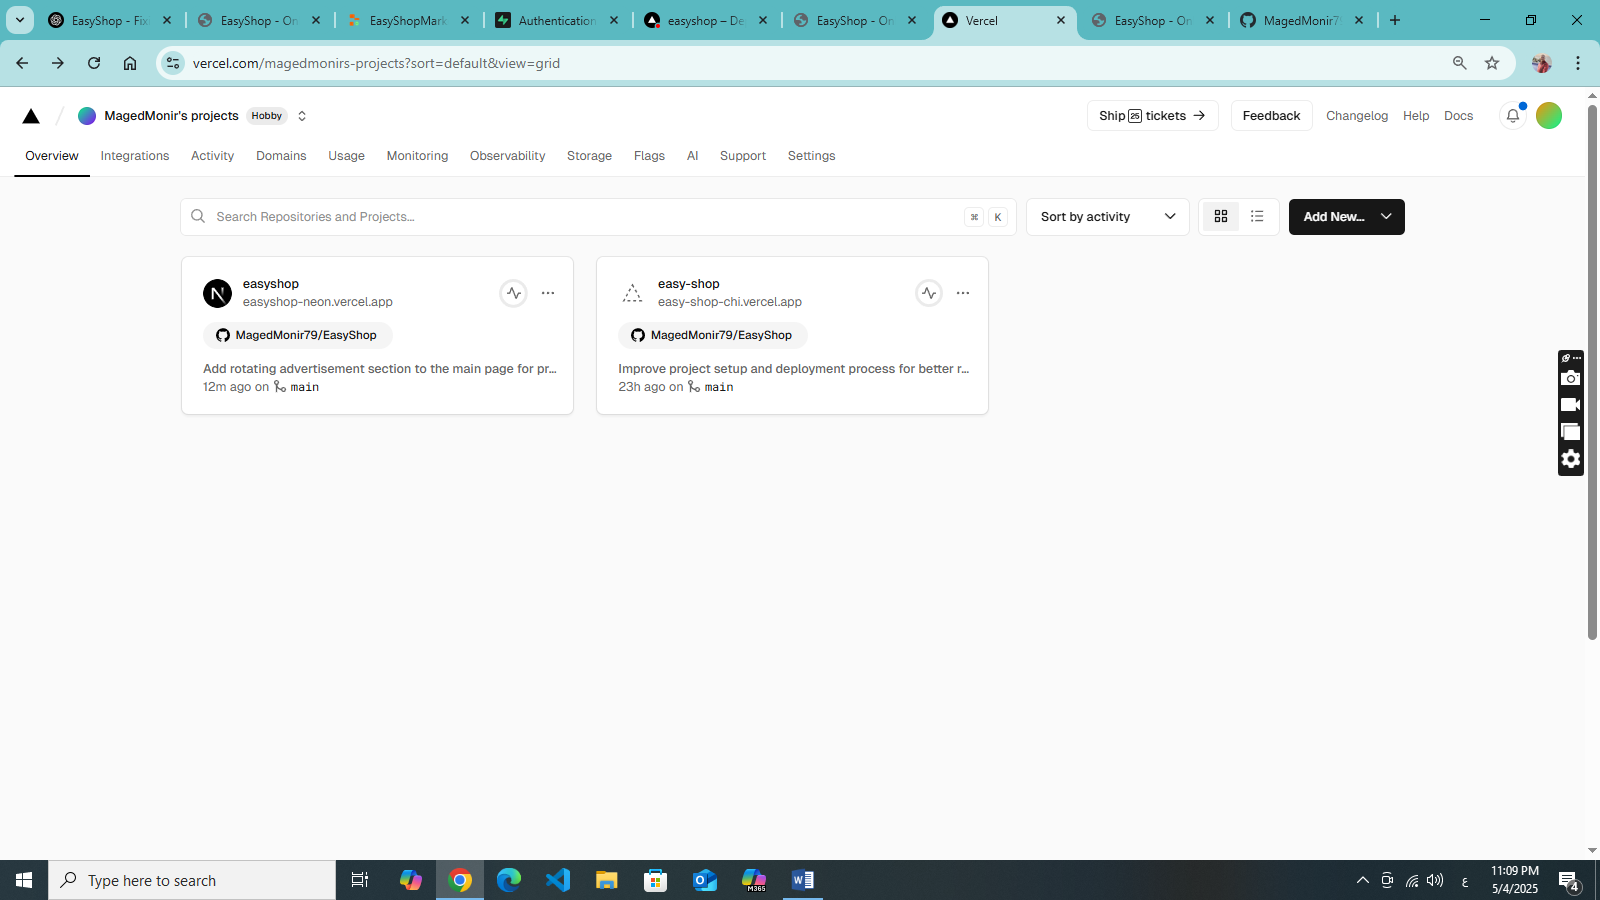 EasyShop - Fixi
EasyShop - On
EasyShopMark
Authentication
easyshop – De
EasyShop - On
Vercel
EasyShop - On
MagedMonir79
vercel.com/magedmonirs-projects?sort=default&view=grid
MagedMonir's projects Hobby
Ship 25 tickets →
Feedback
Changelog
Help
Docs
Overview
Integrations
Activity
Domains
Usage
Monitoring
Observability
Storage
Flags
AI
Support
Settings
Search Repositories and Projects...
⌘ K
Sort by activity
Add New...
easyshop
easyshop-neon.vercel.app
MagedMonir79/EasyShop
Add rotating advertisement section to the main page for pr...
12m ago on main
easy-shop
easy-shop-chi.vercel.app
MagedMonir79/EasyShop
Improve project setup and deployment process for better r...
23h ago on main
Type here to search
M365
ع
11:09 PM
5/4/2025
4